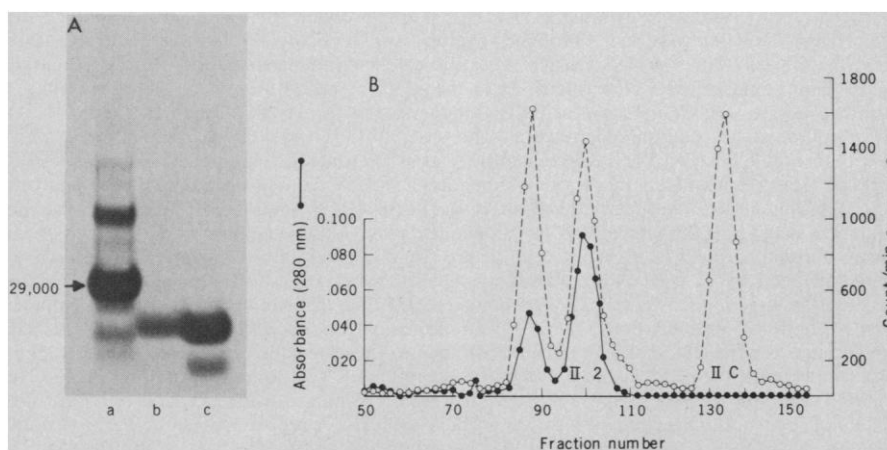 A
29,000
a b c
B
Absorbance (280 nm)
0.100
.080
.060
.040
.020
1800
1400
1000
600
200
II. 2
II C
50 70 90 110 130 150
Fraction number